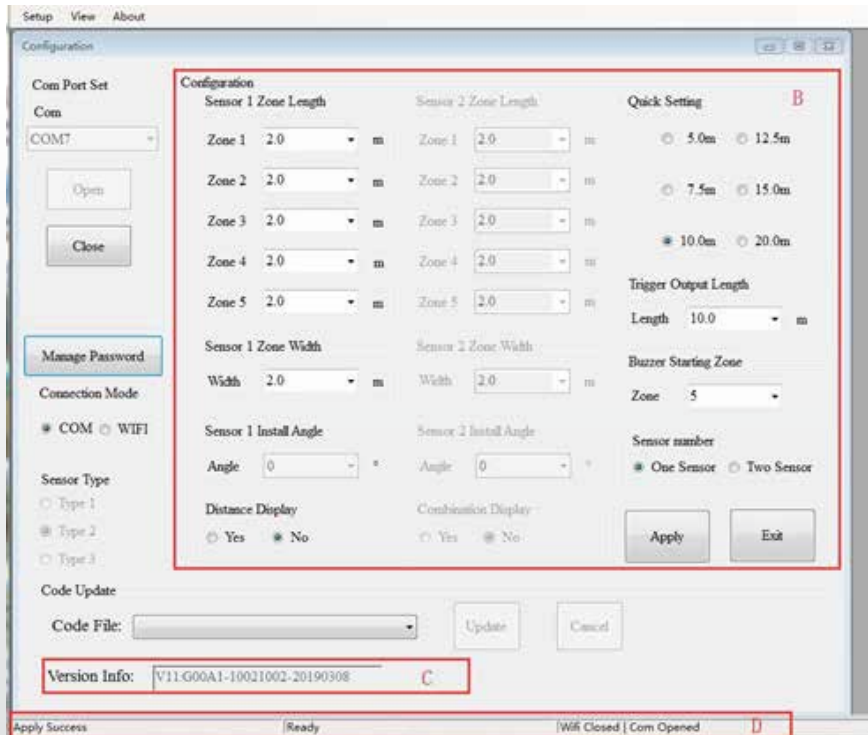 Setup View About
Configuration
Com Port Set
Com
COM7
Open
Close
Manage Password
Connection Mode
COM WIFI
Sensor Type
Type 1
Type 2
Type 3
Configuration
B
Sensor 1 Zone Length
Zone 1 2.0 m
Zone 2 2.0 m
Zone 3 2.0 m
Zone 4 2.0 m
Zone 5 2.0 m
Sensor 1 Zone Width
Width 2.0 m
Sensor 1 Install Angle
Angle 0 °
Distance Display
Yes No
Sensor 2 Zone Length
Zone 1 2.0 m
Zone 2 2.0 m
Zone 3 2.0 m
Zone 4 2.0 m
Zone 5 2.0 m
Sensor 2 Zone Width
Width 2.0 m
Sensor 2 Install Angle
Angle 0 °
Combination Display
Yes No
Quick Setting
5.0m 12.5m
7.5m 15.0m
10.0m 20.0m
Trigger Output Length
Length 10.0 m
Buzzer Starting Zone
Zone 5
Sensor number
One Sensor Two Sensor
Apply Exit
Code Update
Code File: Update Cancel
Version Info: V11:G00A1-10021002-20190308 C
Apply Success Ready Wifi Closed | Com Opened D